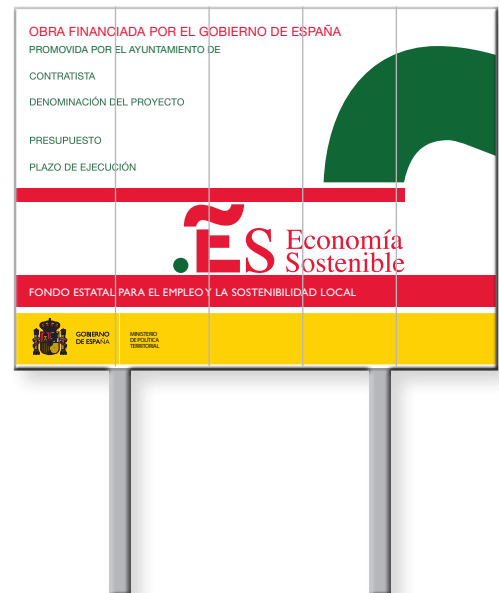 OBRA FINANCIADA POR EL GOBIERNO DE ESPAÑA
PROMOVIDA POR EL AYUNTAMIENTO DE
CONTRATISTA
DENOMINACIÓN DEL PROYECTO
PRESUPUESTO
PLAZO DE EJECUCIÓN
.ES Economía
Sostenible
FONDO ESTATAL PARA EL EMPLEO Y LA SOSTENIBILIDAD LOCAL
GOBIERNO
DE ESPAÑA
MINISTERIO
DE POLÍTICA
TERRITORIAL